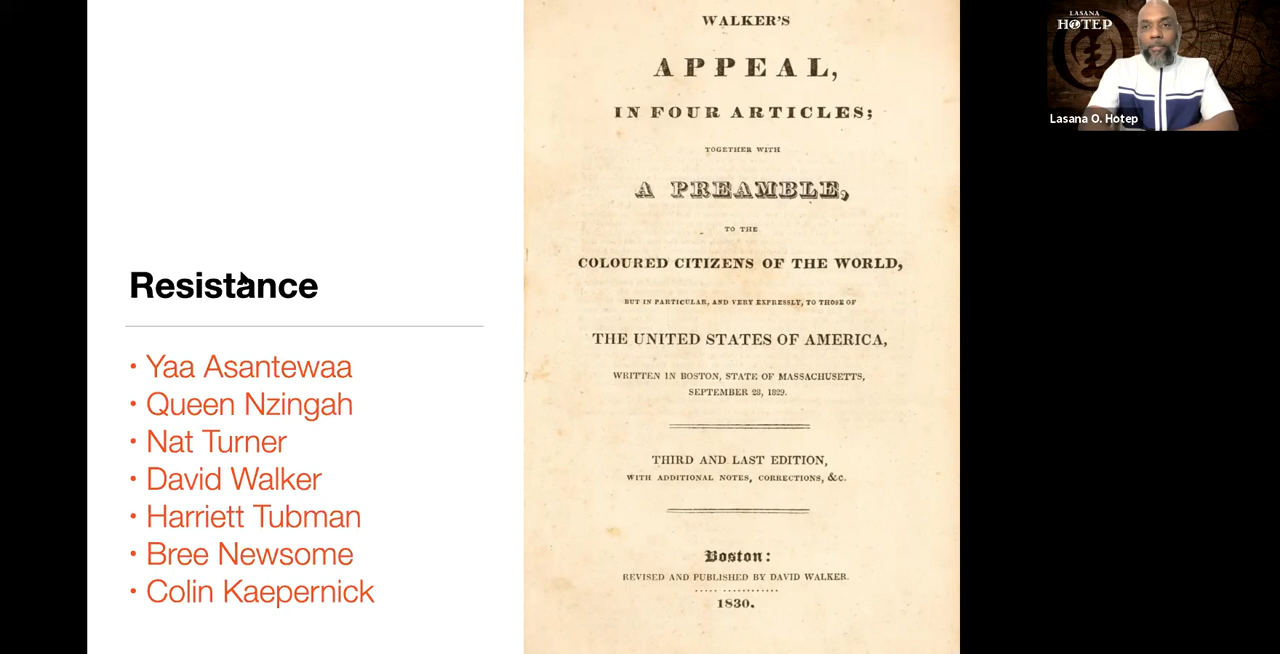 Resistance
• Yaa Asantewaa
• Queen Nzingah
• Nat Turner
• David Walker
• Harriett Tubman
• Bree Newsome
• Colin Kaepernick
WALKER'S
APPEAL,
IN FOUR ARTICLES;
TOGETHER WITH
A PREAMBLE,
TO THE
COLOURED CITIZENS OF THE WORLD,
BUT IN PARTICULAR, AND VERY EXPRESSLY, TO THOSE OF
THE UNITED STATES OF AMERICA,
WRITTEN IN BOSTON, STATE OF MASSACHUSETTS,
SEPTEMBER 28, 1829.
THIRD AND LAST EDITION,
WITH ADDITIONAL NOTES, CORRECTIONS, &c.
Boston:
REVISED AND PUBLISHED BY DAVID WALKER.
1830.
LASANA
HOTEP
Lasana O. Hotep